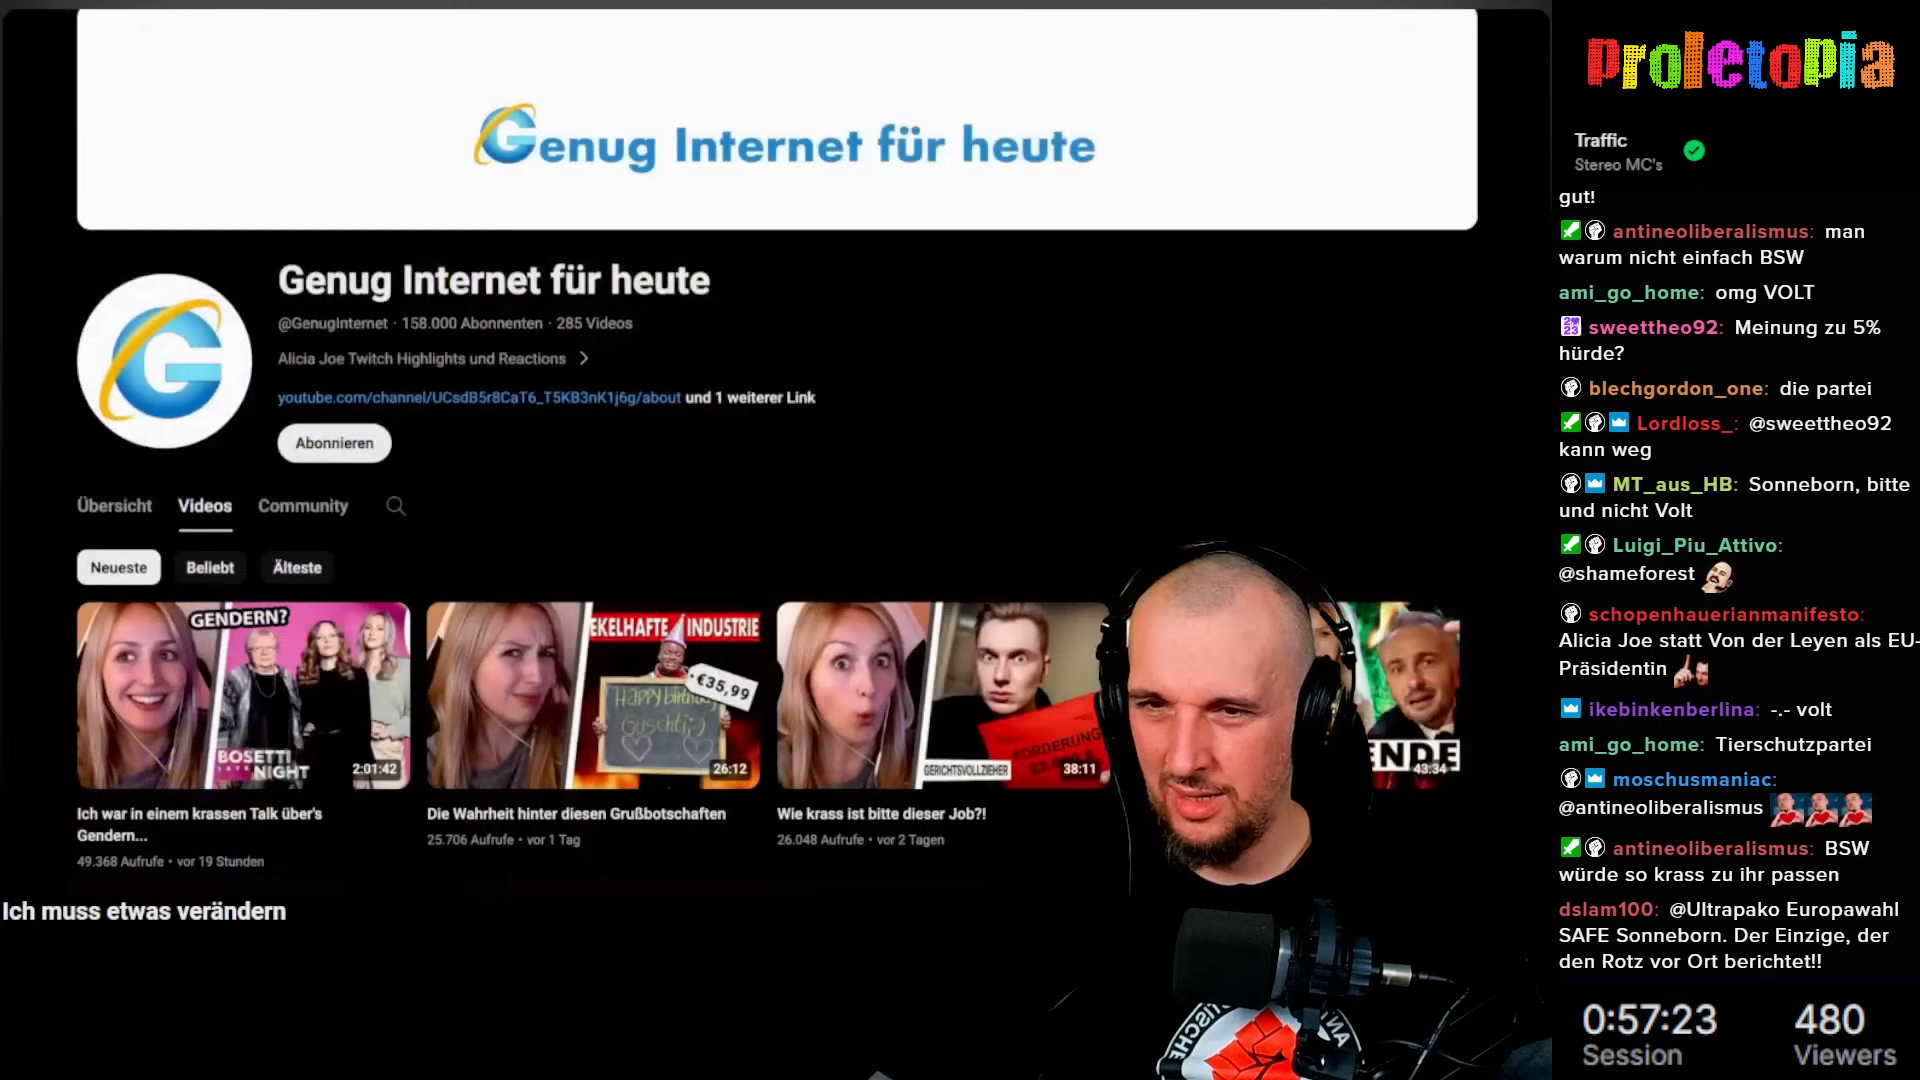 Genug Internet für heute
Genug Internet für heute
@GenugInternet · 158.000 Abonnenten · 285 Videos
Alicia Joe Twitch Highlights und Reactions
youtube.com/channel/UCsdB5r8CaT6_T5KB3nK1j6g/about und 1 weiterer Link
Abonnieren
Übersicht Videos Community
Neueste Beliebt Älteste
GENDERN?
BOSETTI
LATE NIGHT
2:01:42
EKELHAFTE INDUSTRIE
€35,99
Happy birthday
Guschti ;)
26:12
FORDERUNG
GERICHTSVOLLZIEHER
38:11
ENDE
43:34
Ich war in einem krassen Talk über's
Gendern...
49.368 Aufrufe · vor 19 Stunden
Die Wahrheit hinter diesen Grußbotschaften
25.706 Aufrufe · vor 1 Tag
Wie krass ist bitte dieser Job?!
26.048 Aufrufe · vor 2 Tagen
Ich muss etwas verändern
Proletopia
Traffic
Stereo MC's
gut!
antineoliberalismus: man
warum nicht einfach BSW
ami_go_home: omg VOLT
sweettheo92: Meinung zu 5%
hürde?
blechgordon_one: die partei
Lordloss_: @sweettheo92
kann weg
MT_aus_HB: Sonneborn, bitte
und nicht Volt
Luigi_Piu_Attivo:
@shameforest
schopenhauerianmanifesto:
Alicia Joe statt Von der Leyen als EU-
Präsidentin
ikebinkenberlina: -.- volt
ami_go_home: Tierschutzpartei
moschusmaniac:
@antineoliberalismus
antineoliberalismus: BSW
würde so krass zu ihr passen
dslam100: @Ultrapako Europawahl
SAFE Sonneborn. Der Einzige, der
den Rotz vor Ort berichtet!!
0:57:23 480
Session Viewers